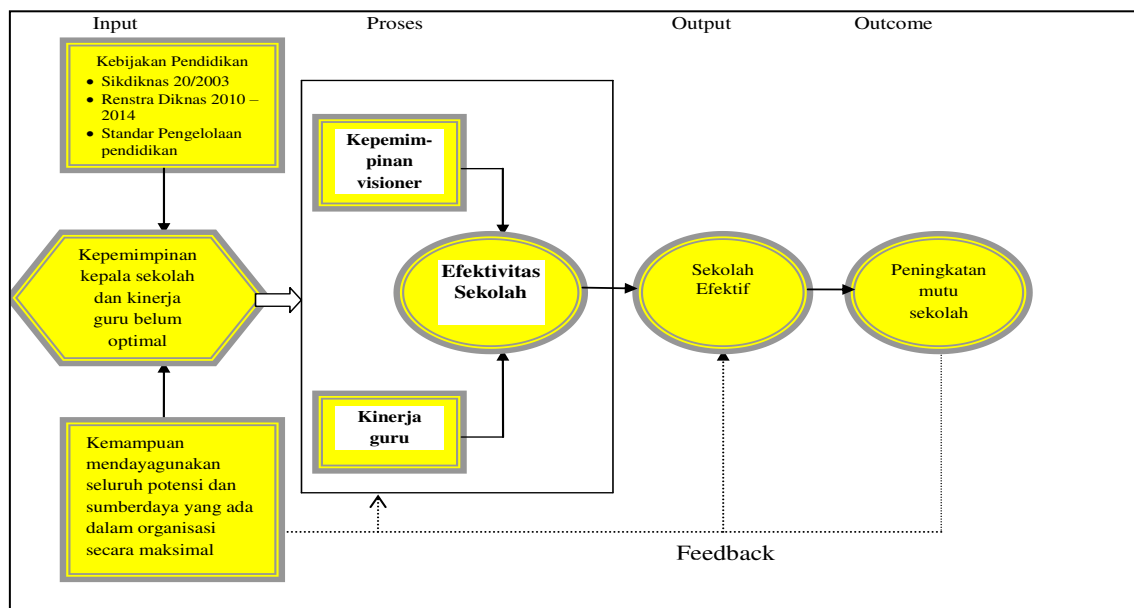 Input
Proses
Output
Outcome
Kebijakan Pendidikan
• Sikdiknas 20/2003
• Renstra Diknas 2010 –
2014
• Standar Pengelolaan
pendidikan
Kepemimpinan
kepala sekolah
dan kinerja
guru belum
optimal
Kemampuan
mendayagunakan
seluruh potensi dan
sumberdaya yang ada
dalam organisasi
secara maksimal
Kepemim-
pinan
visioner
Efektivitas
Sekolah
Kinerja
guru
Sekolah
Efektif
Peningkatan
mutu
sekolah
Feedback